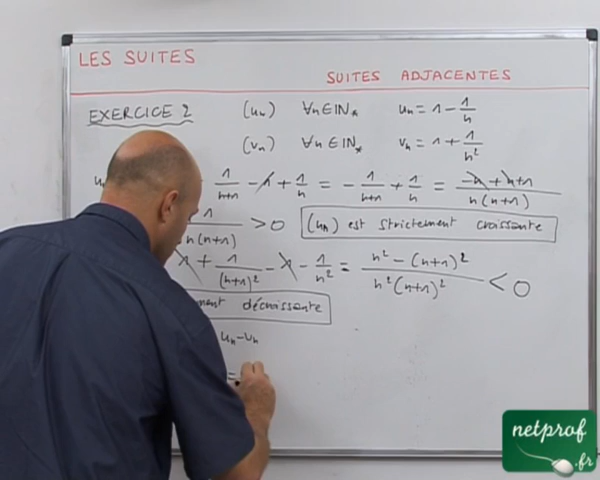 LES SUITES
SUITES ADJACENTES
EXERCICE 2 (uₙ) ∀n ∈ IN* uₙ = 1 - 1/n
(vₙ) ∀n ∈ IN* vₙ = 1 + 1/n²
1/(n+1) - 1 + 1/n = - 1/(n+1) + 1/n = (-n + n+1)/(n(n+1))
1/(n(n+1)) > 0 (uₙ) est strictement croissante
1 + 1/(n+1)² - 1 - 1/n² = (n² - (n+1)²)/(n²(n+1)²) < 0
ment décroissante
uₙ - vₙ
=
netprof
.fr